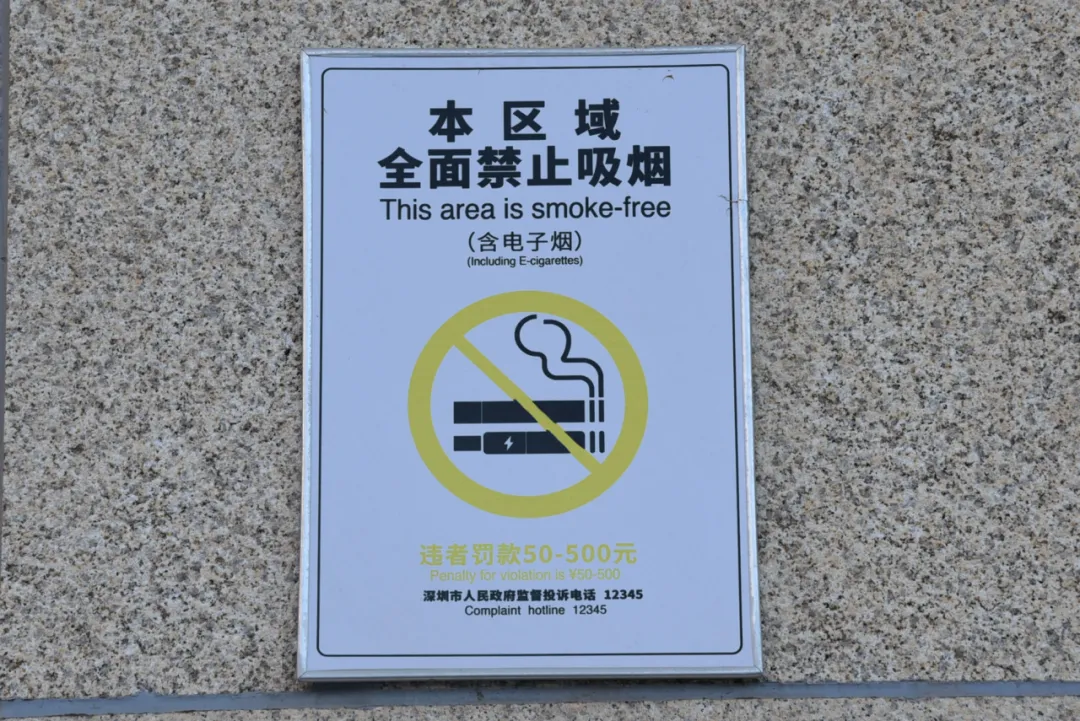 本区域
全面禁止吸烟
This area is smoke-free
（含电子烟）
(Including E-cigarettes)
违者罚款50-500元
Penalty for violation is ¥50-500
深圳市人民政府监督投诉电话 12345
Complaint hotline 12345